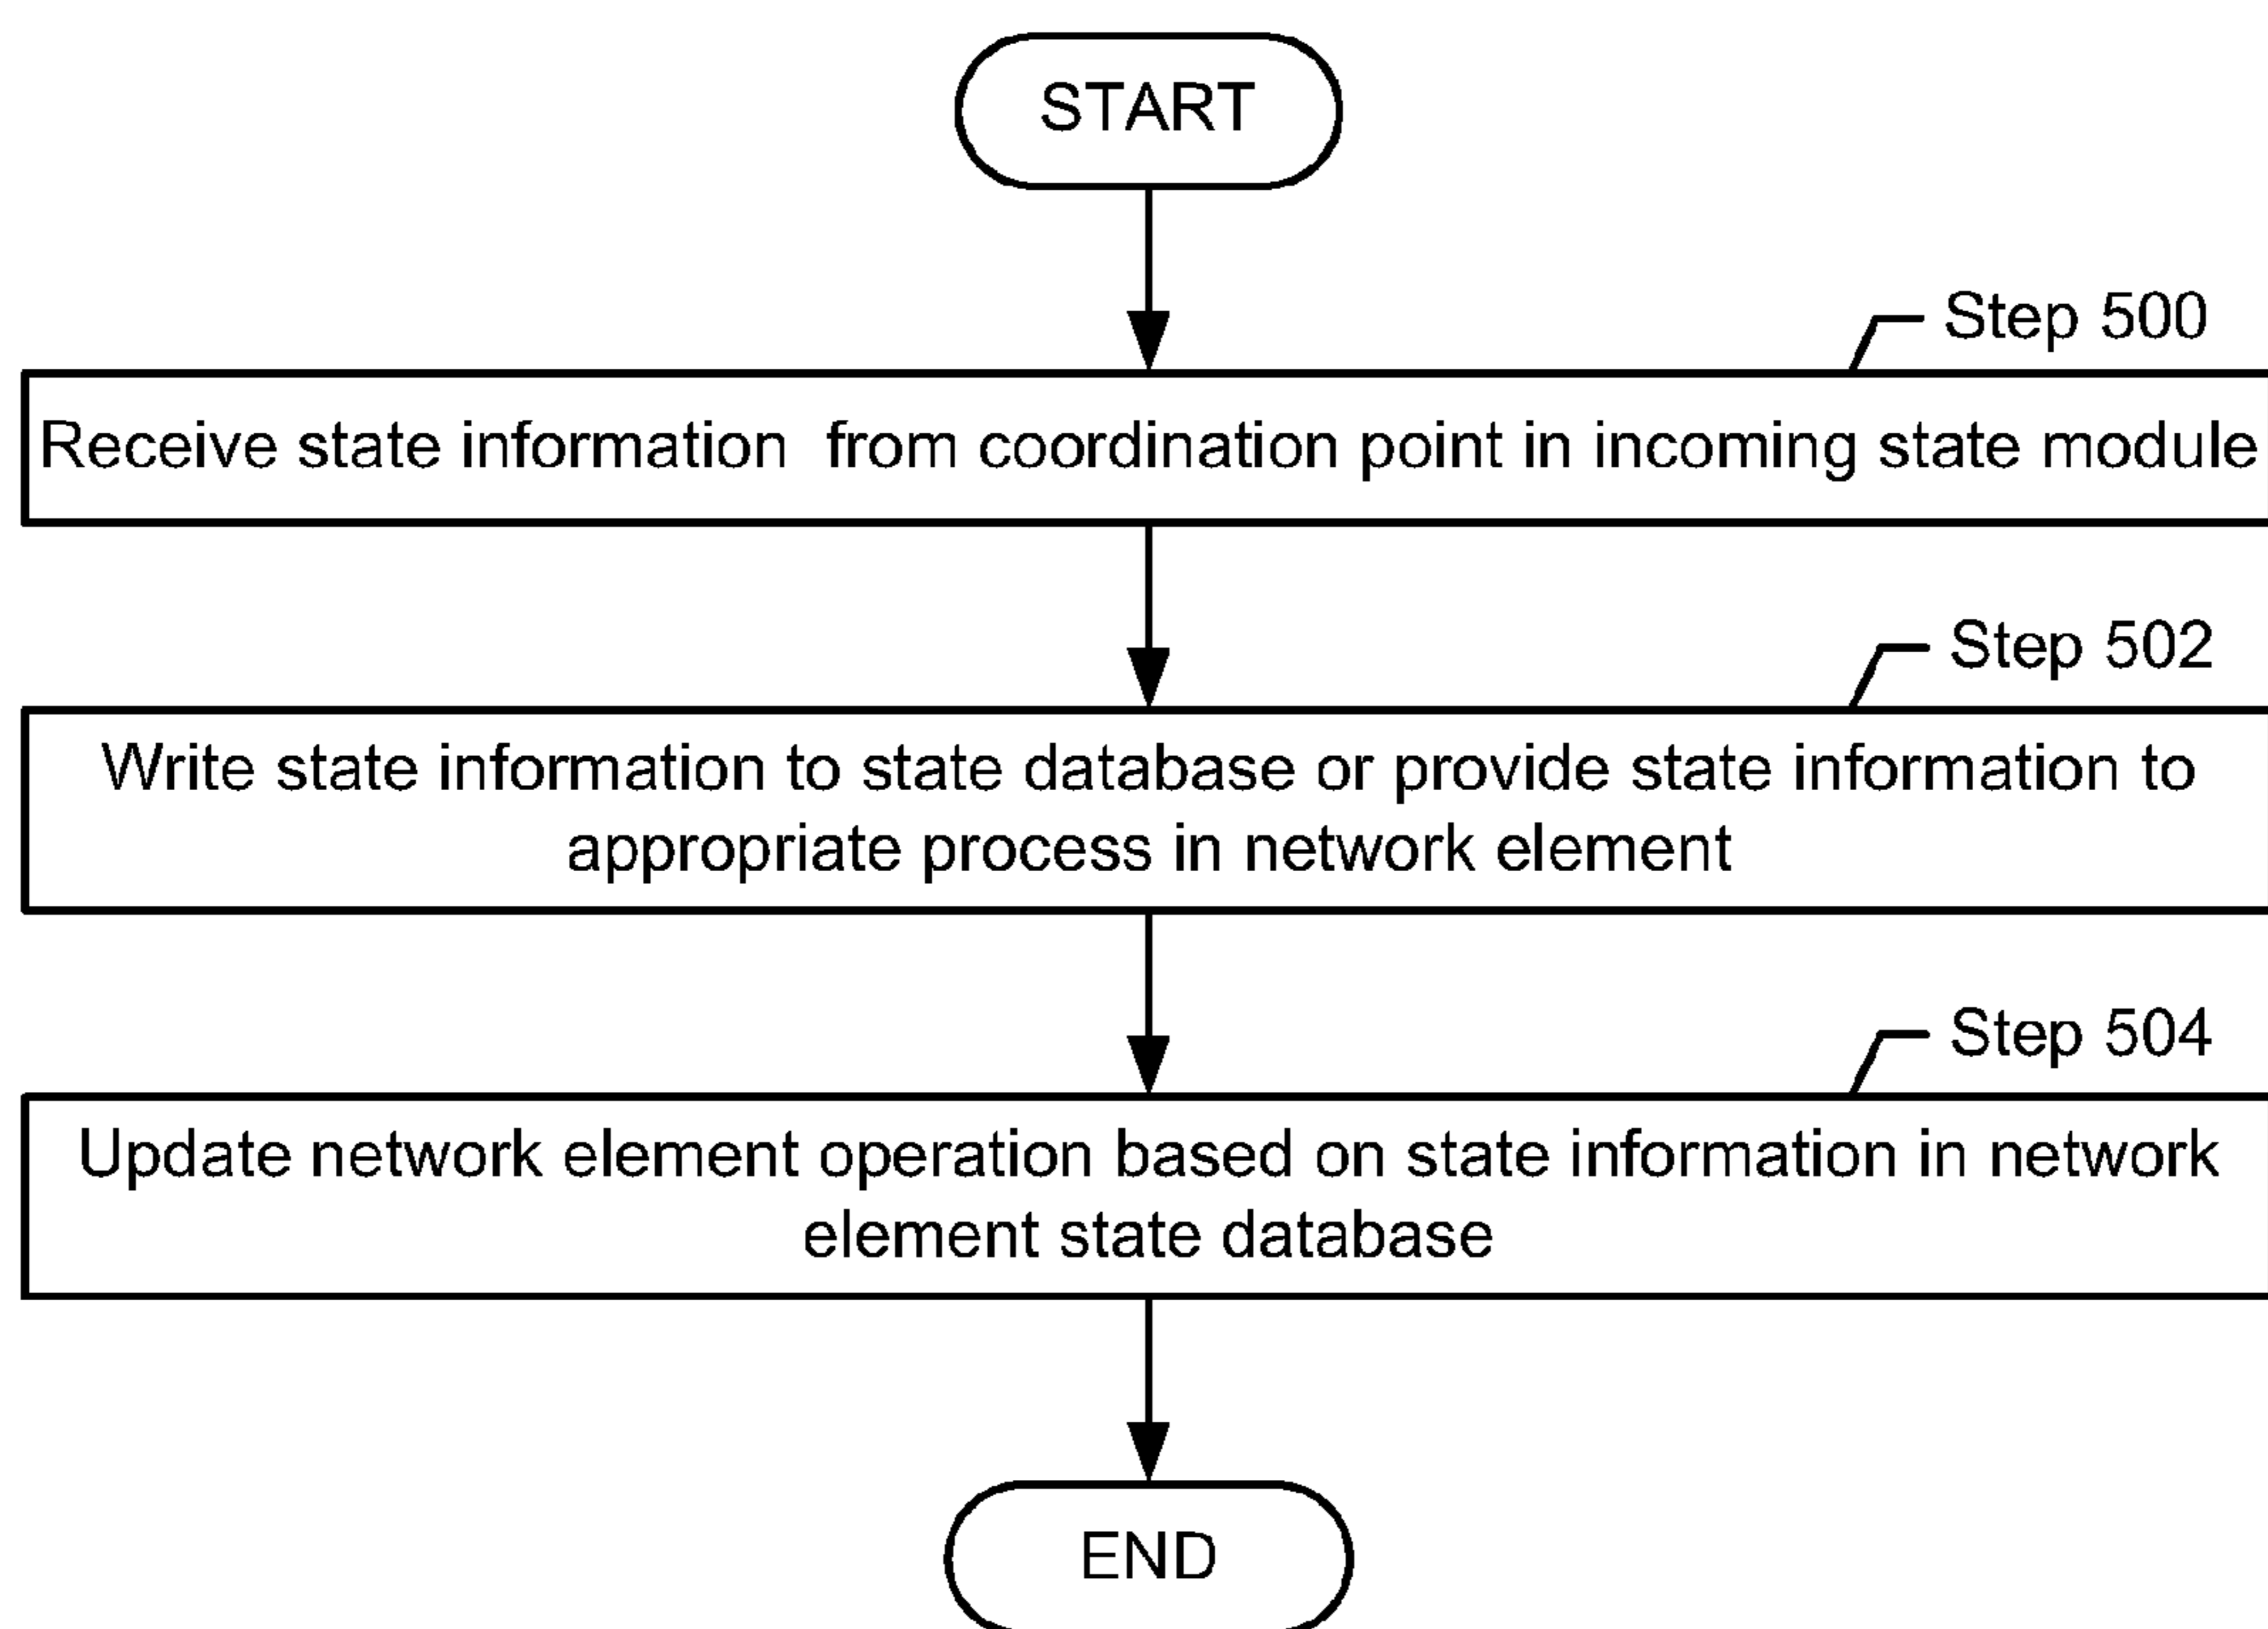 START
Step 500
Receive state information from coordination point in incoming state module
Step 502
Write state information to state database or provide state information to
appropriate process in network element
Step 504
Update network element operation based on state information in network
element state database
END